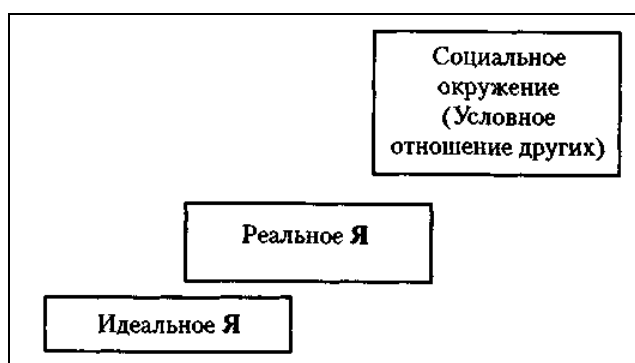 Социальное
окружение
(Условное
отношение других)
Реальное Я
Идеальное Я